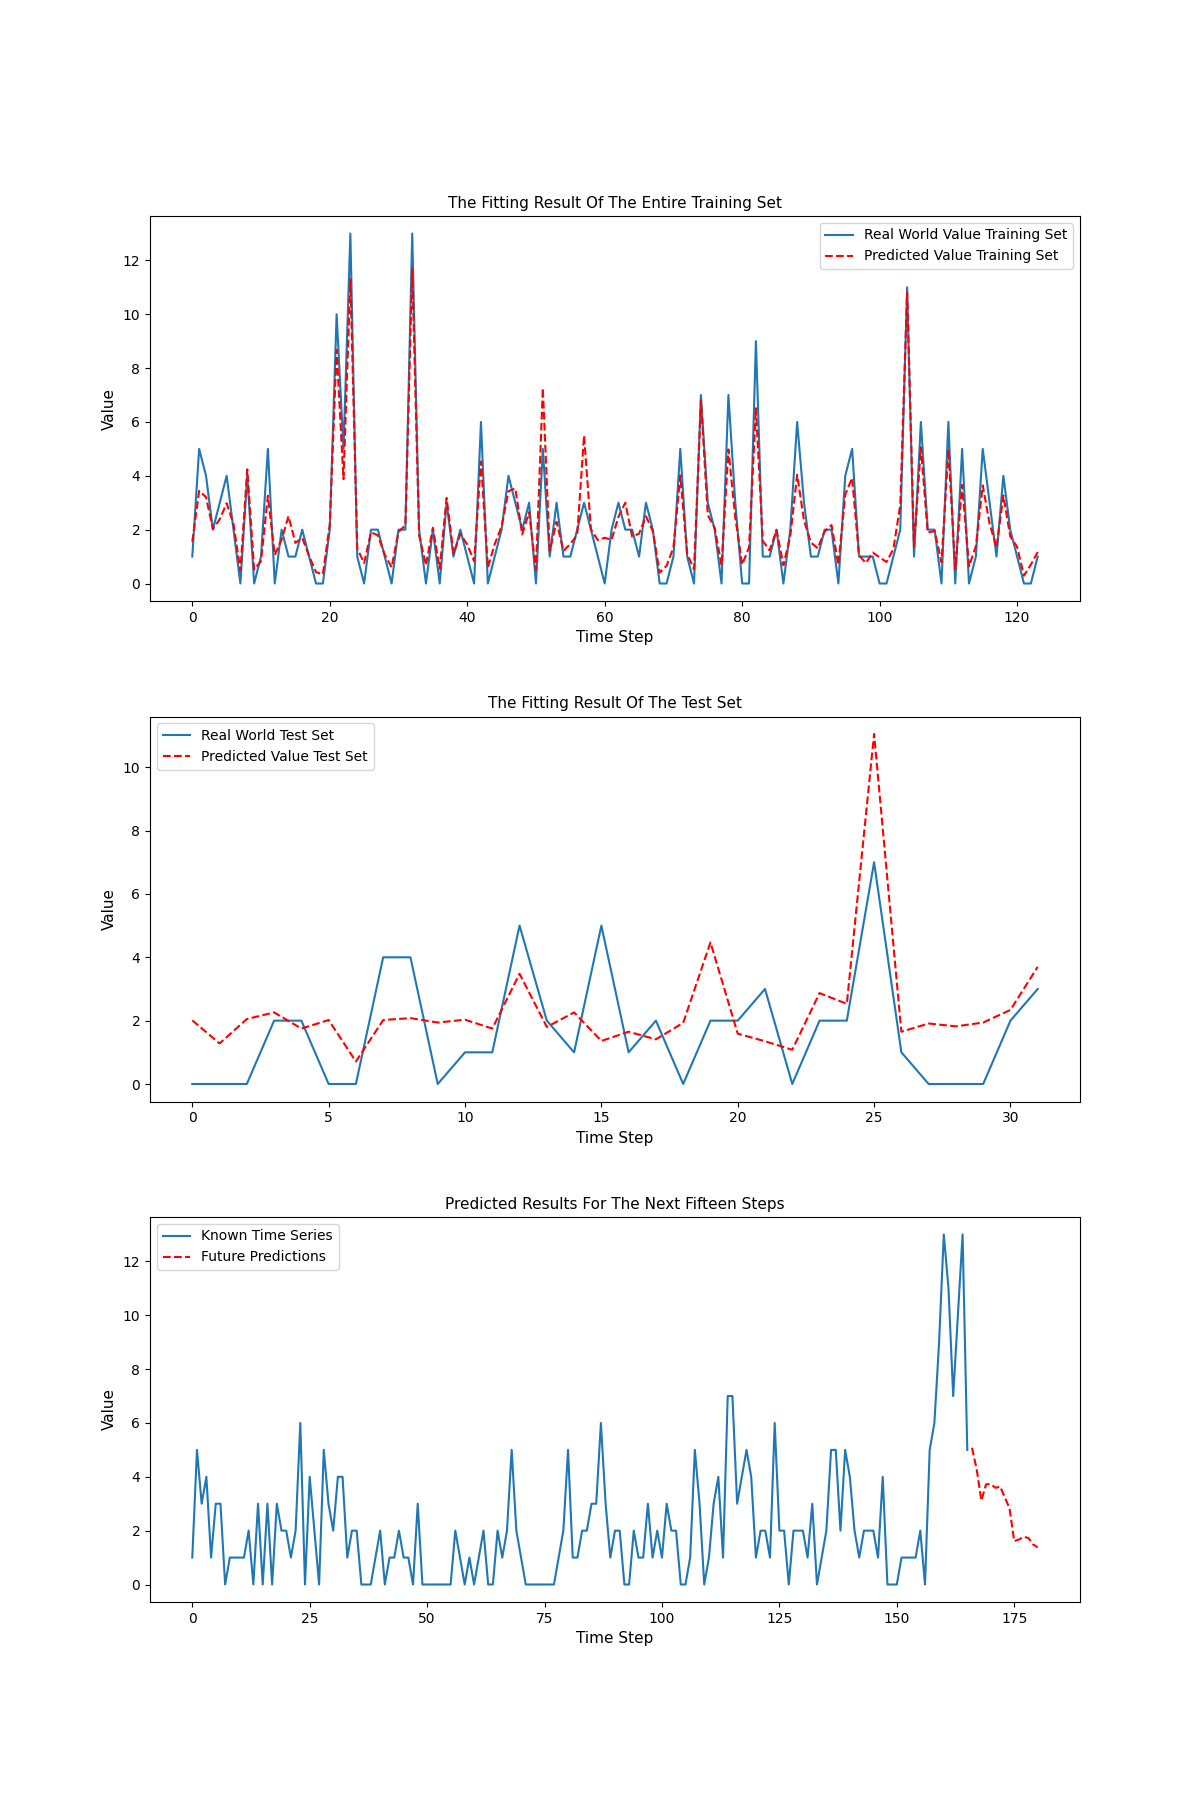 The Fitting Result Of The Entire Training Set
Real World Value Training Set
Predicted Value Training Set
Value
12
10
8
6
4
2
0
0 20 40 60 80 100 120
Time Step
The Fitting Result Of The Test Set
Real World Test Set
Predicted Value Test Set
Value
10
8
6
4
2
0
0 5 10 15 20 25 30
Time Step
Predicted Results For The Next Fifteen Steps
Known Time Series
Future Predictions
Value
12
10
8
6
4
2
0
0 25 50 75 100 125 150 175
Time Step